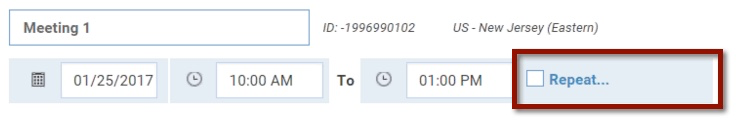 Meeting 1 ID: -1996990102 US - New Jersey (Eastern)
01/25/2017 10:00 AM To 01:00 PM Repeat...